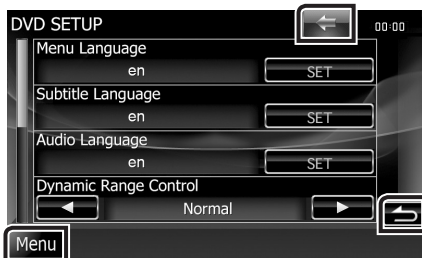 DVD SETUP
00:00
Menu Language
en
SET
Subtitle Language
en
SET
Audio Language
en
SET
Dynamic Range Control
Normal
Menu